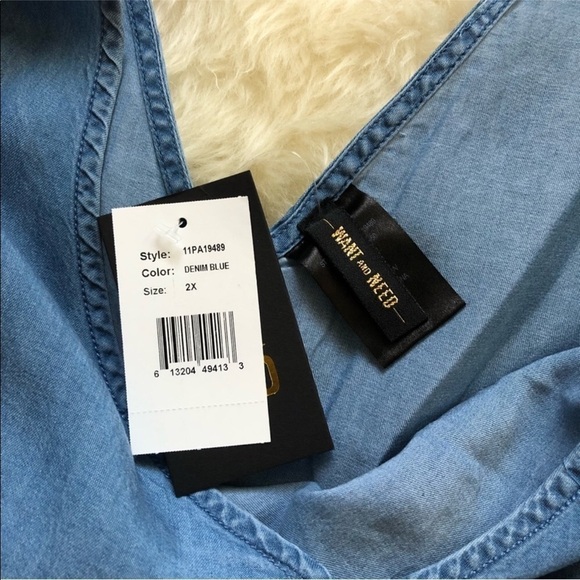 Style: 11PA19489
Color: DENIM BLUE
Size: 2X
6 13204 49413 3
WANT AND NEED